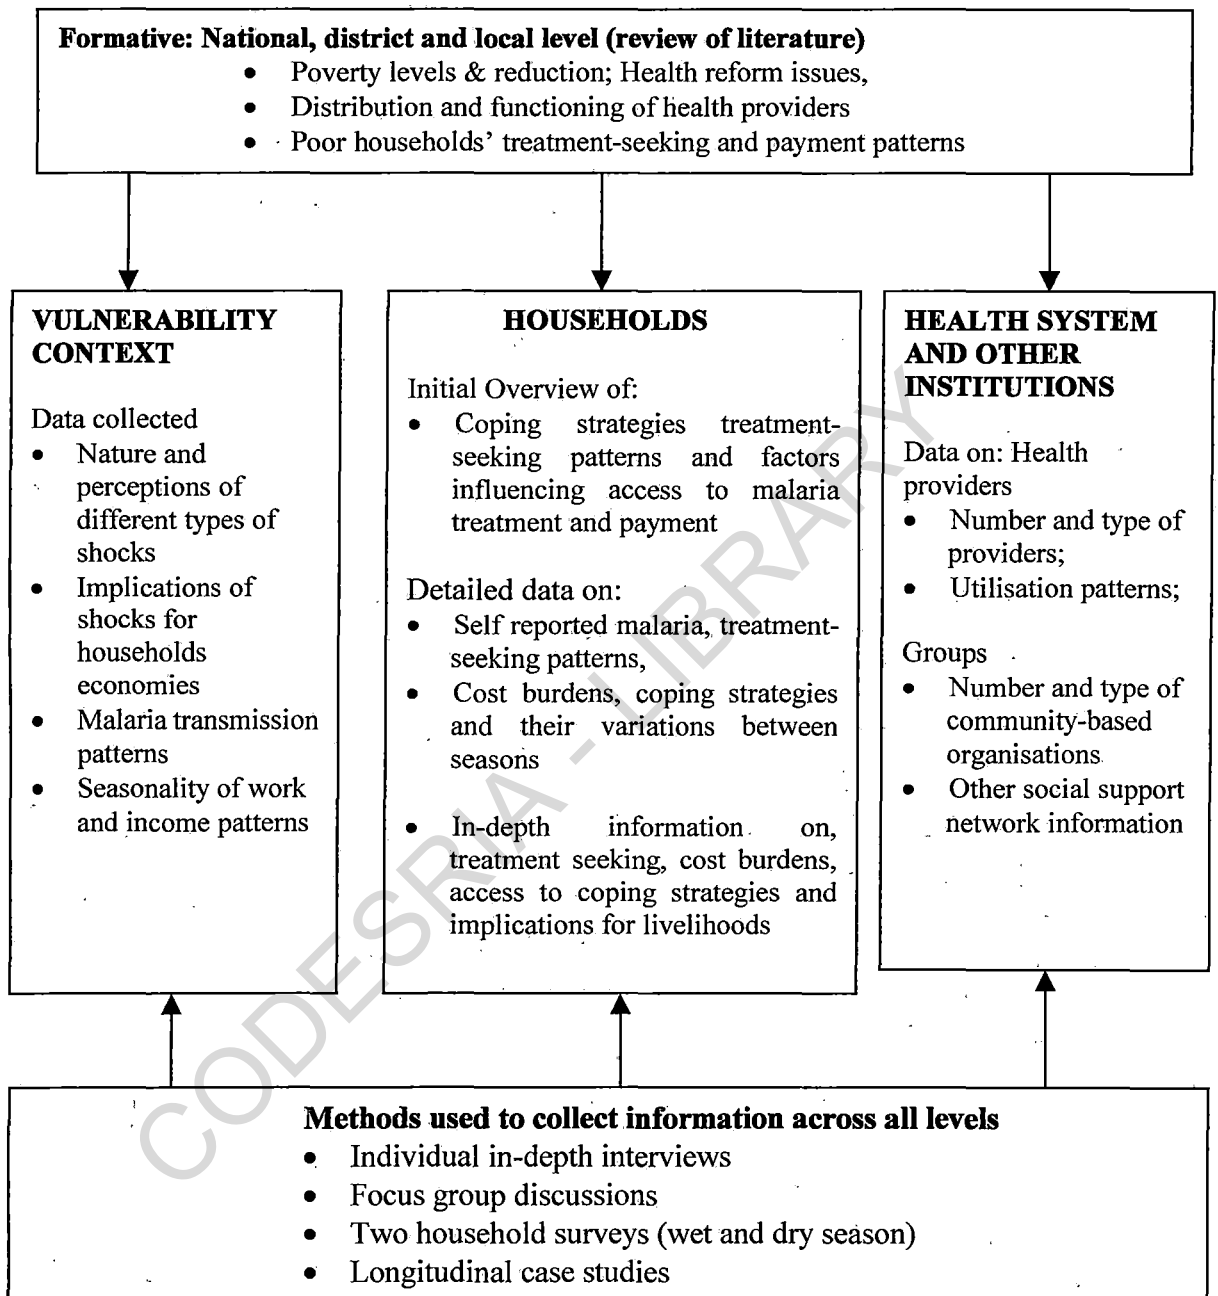 Formative: National, district and local level (review of literature)
• Poverty levels & reduction; Health reform issues,
• Distribution and functioning of health providers
• Poor households' treatment-seeking and payment patterns
VULNERABILITY
CONTEXT
Data collected
• Nature and
perceptions of
different types of
shocks
• Implications of
shocks for
households
economies
• Malaria transmission
patterns
• Seasonality of work
and income patterns
HOUSEHOLDS
Initial Overview of:
• Coping strategies treatment-
seeking patterns and factors
influencing access to malaria
treatment and payment
Detailed data on:
• Self reported malaria, treatment-
seeking patterns,
• Cost burdens, coping strategies
and their variations between
seasons
• In-depth information on,
treatment seeking, cost burdens,
access to coping strategies and
implications for livelihoods
HEALTH SYSTEM
AND OTHER
INSTITUTIONS
Data on: Health
providers
• Number and type of
providers;
• Utilisation patterns;
Groups
• Number and type of
community-based
organisations
• Other social support
network information
Methods used to collect information across all levels
• Individual in-depth interviews
• Focus group discussions
• Two household surveys (wet and dry season)
• Longitudinal case studies
CODESRIA - LIBRARY